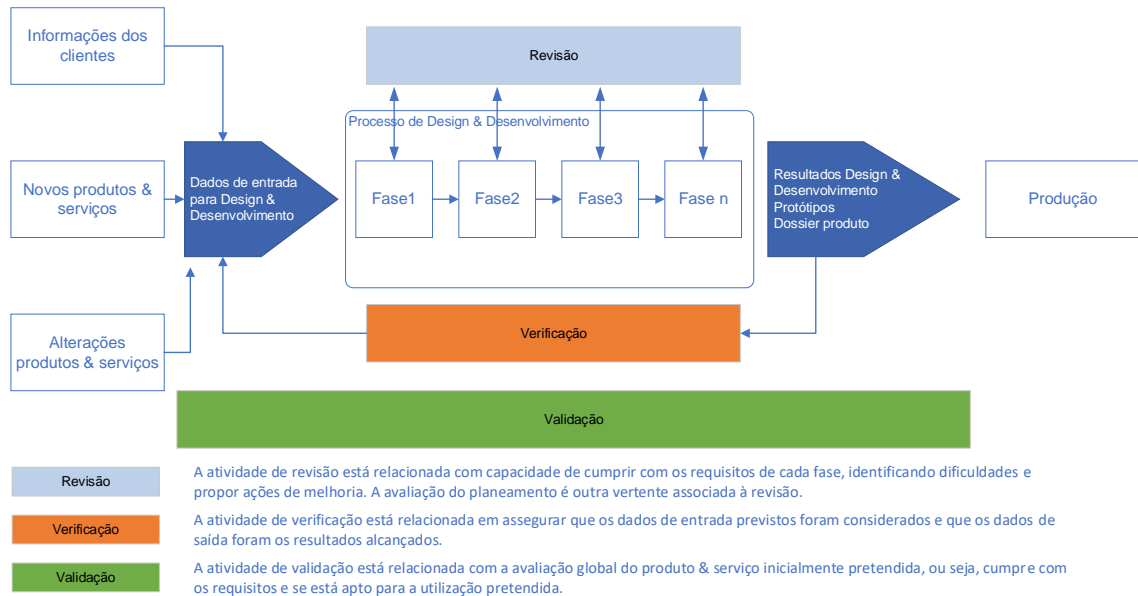 Informações dos
clientes
Revisão
Processo de Design & Desenvolvimento
Novos produtos &
serviços
Dados de entrada
para Design &
Desenvolvimento
Fase1
Fase2
Fase3
Fase n
Resultados Design &
Desenvolvimento
Protótipos
Dossier produto
Produção
Alterações
produtos & serviços
Verificação
Validação
Revisão
A atividade de revisão está relacionada com capacidade de cumprir com os requisitos de cada fase, identificando dificuldades e
propor ações de melhoria. A avaliação do planeamento é outra vertente associada à revisão.
Verificação
A atividade de verificação está relacionada em assegurar que os dados de entrada previstos foram considerados e que os dados de
saída foram os resultados alcançados.
Validação
A atividade de validação está relacionada com a avaliação global do produto & serviço inicialmente pretendida, ou seja, cumpre com
os requisitos e se está apto para a utilização pretendida.